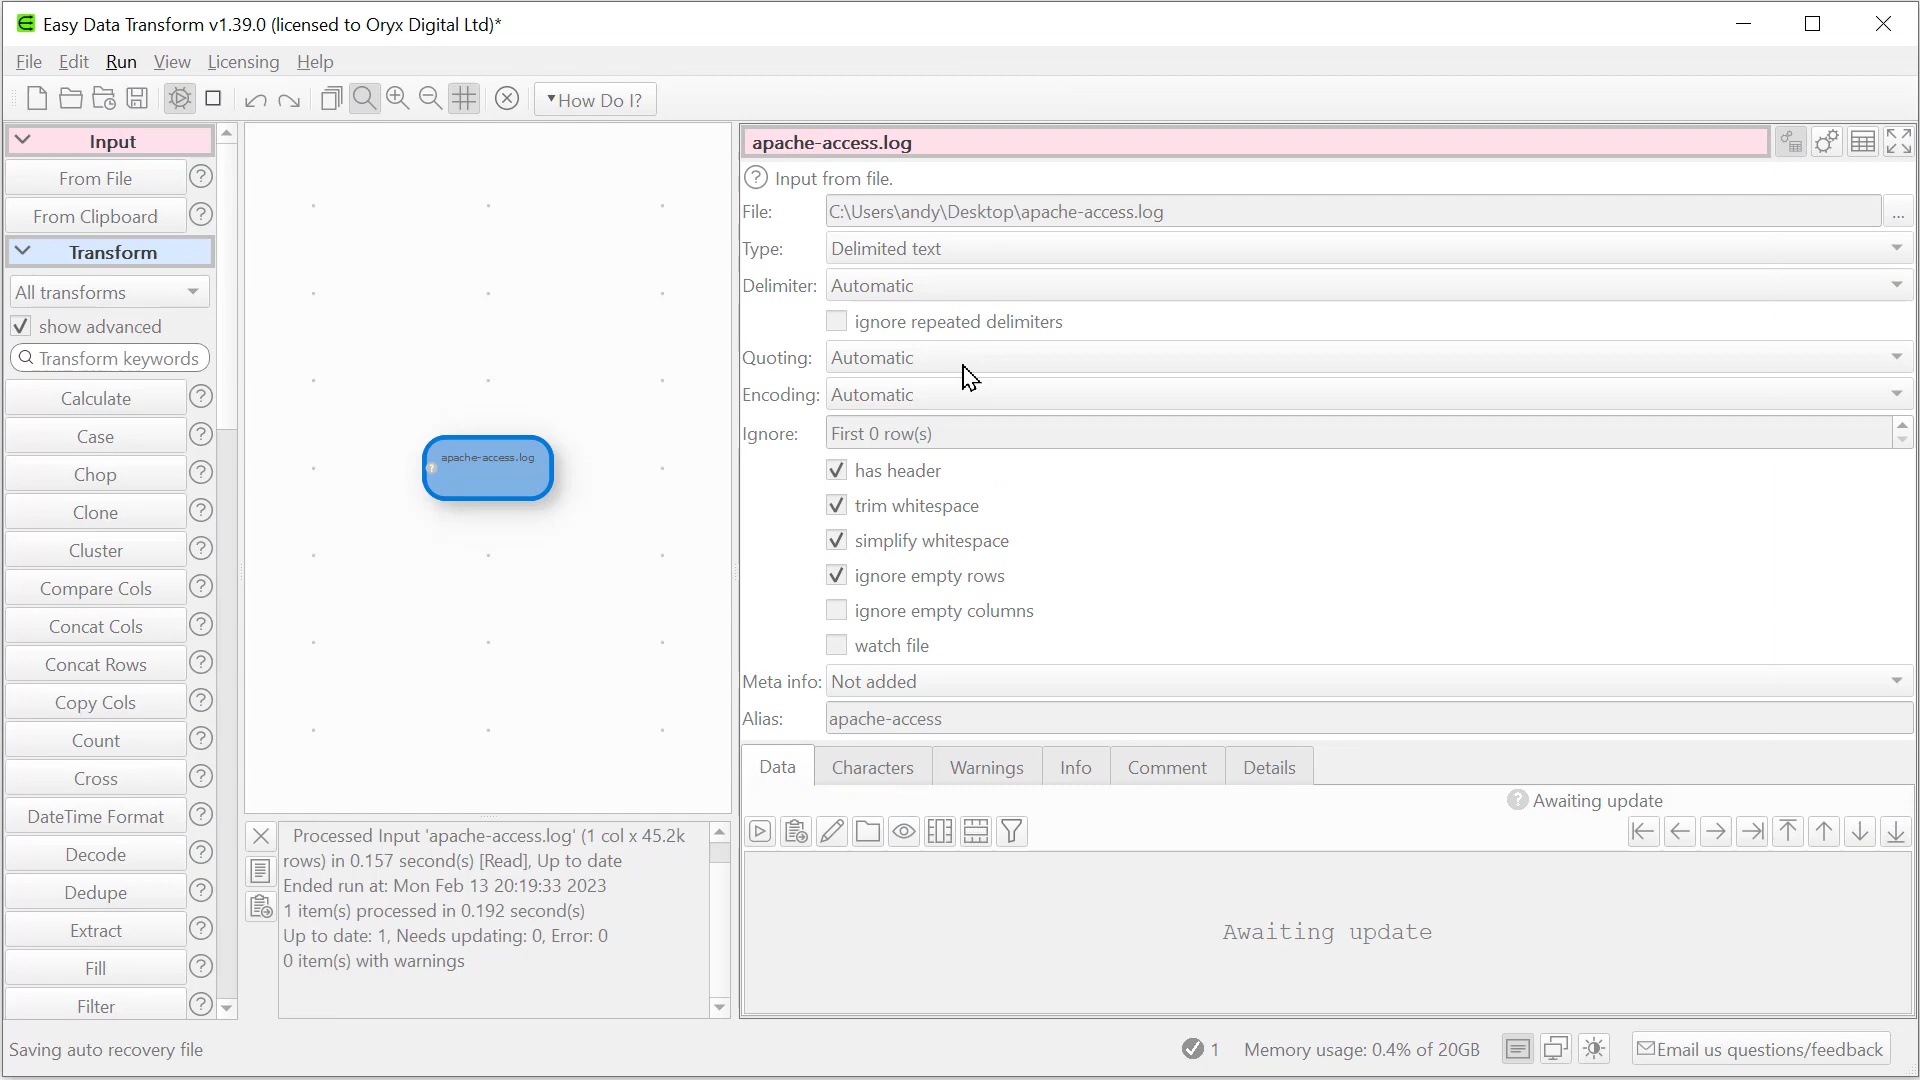 Easy Data Transform v1.39.0 (licensed to Oryx Digital Ltd)*
File Edit Run View Licensing Help
▾How Do I?
Input
From File
From Clipboard
Transform
All transforms
show advanced
Transform keywords
Calculate
Case
Chop
Clone
Cluster
Compare Cols
Concat Cols
Concat Rows
Copy Cols
Count
Cross
DateTime Format
Decode
Dedupe
Extract
Fill
Filter
apache-access.log
Processed Input 'apache-access.log' (1 col x 45.2k
rows) in 0.157 second(s) [Read], Up to date
Ended run at: Mon Feb 13 20:19:33 2023
1 item(s) processed in 0.192 second(s)
Up to date: 1, Needs updating: 0, Error: 0
0 item(s) with warnings
apache-access.log
Input from file.
File: C:\Users\andy\Desktop\apache-access.log ...
Type: Delimited text
Delimiter: Automatic
ignore repeated delimiters
Quoting: Automatic
Encoding: Automatic
Ignore: First 0 row(s)
has header
trim whitespace
simplify whitespace
ignore empty rows
ignore empty columns
watch file
Meta info: Not added
Alias: apache-access
Data Characters Warnings Info Comment Details
Awaiting update
Awaiting update
Saving auto recovery file
1 Memory usage: 0.4% of 20GB
Email us questions/feedback